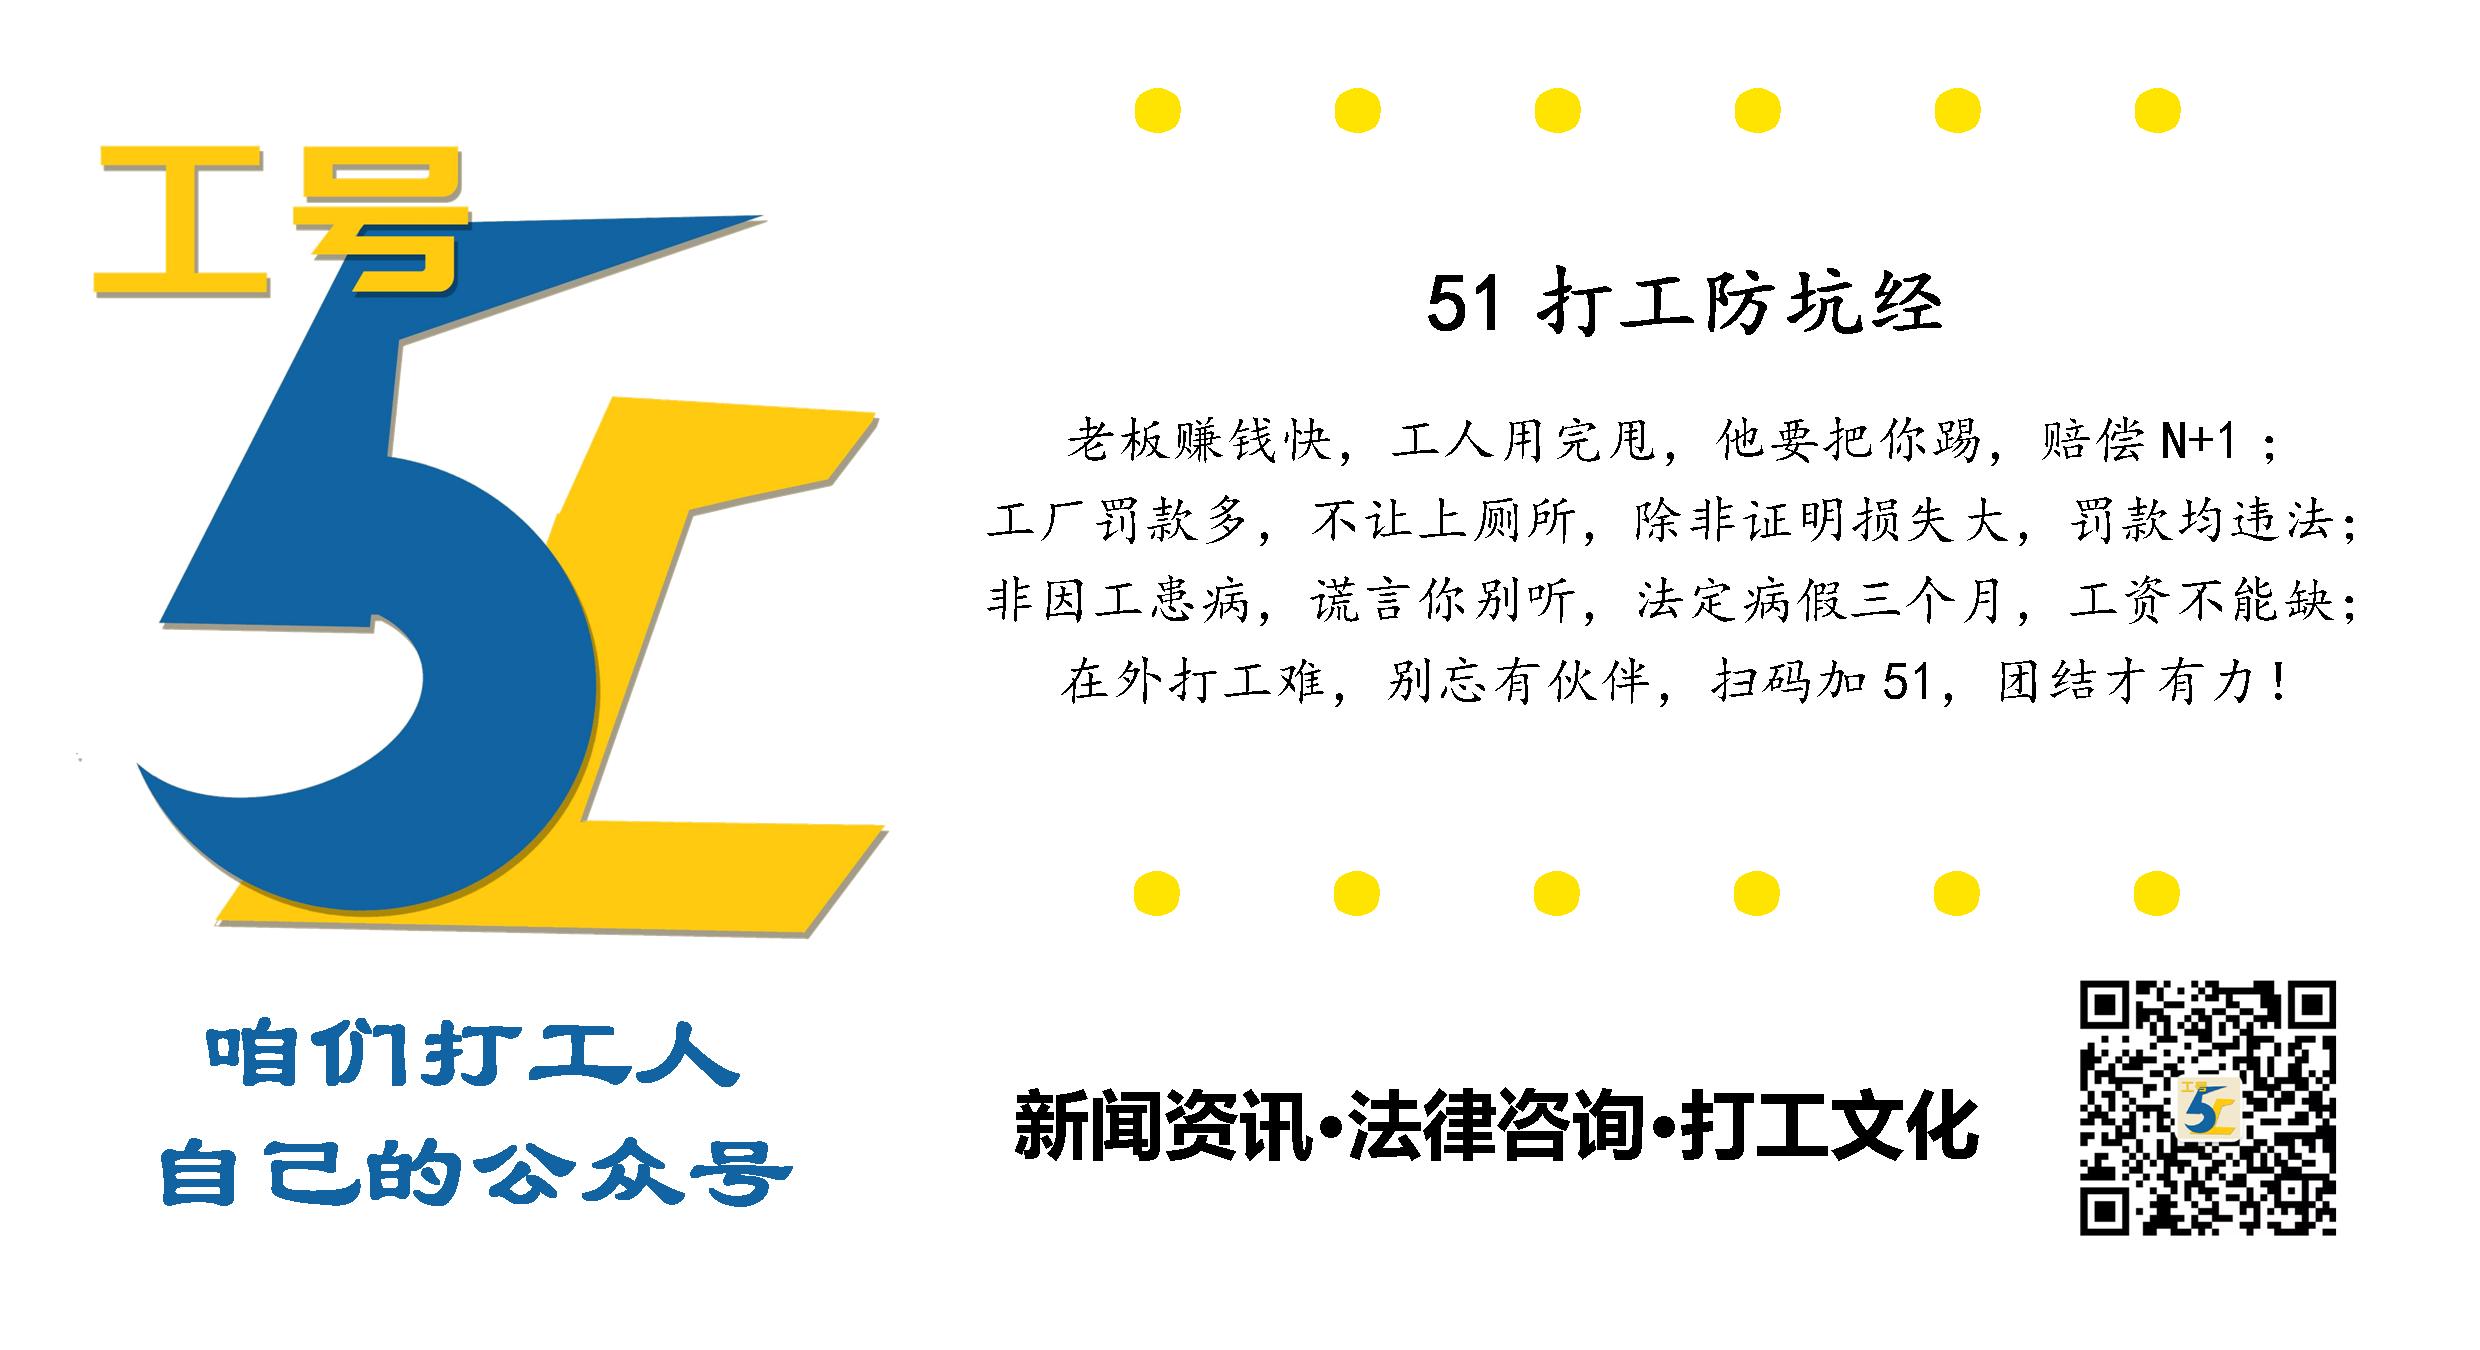 工号
51
51 打工防坑经
老板赚钱快，工人用完甩，他要把你踢，赔偿 N+1 ；
工厂罚款多，不让上厕所，除非证明损失大，罚款均违法；
非因工患病，谎言你别听，法定病假三个月，工资不能缺；
在外打工难，别忘有伙伴，扫码加 51，团结才有力！
咱们打工人
自己的公众号
新闻资讯•法律咨询•打工文化
工号
51